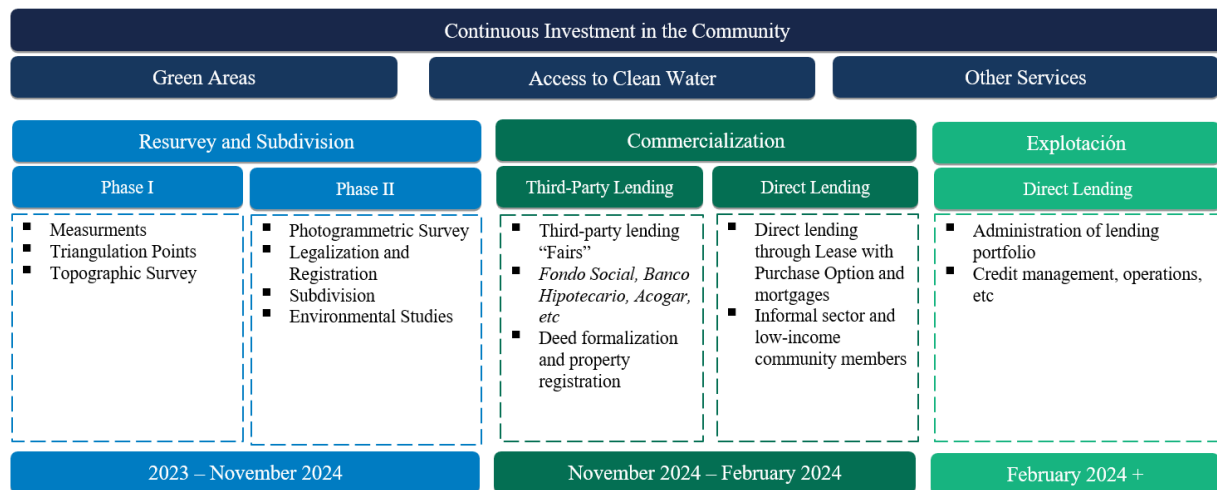 Continuous Investment in the Community
Green Areas
Access to Clean Water
Other Services
Resurvey and Subdivision
Phase I
Phase II
▪ Measurments
▪ Triangulation Points
▪ Topographic Survey
▪ Photogrammetric Survey
▪ Legalization and
Registration
▪ Subdivision
▪ Environmental Studies
2023 – November 2024
Commercialization
Third-Party Lending
Direct Lending
▪ Third-party lending
“Fairs”
▪ Fondo Social, Banco
Hipotecario, Acogar,
etc
▪ Deed formalization
and property
registration
▪ Direct lending
through Lease with
Purchase Option and
mortgages
▪ Informal sector and
low-income
community members
November 2024 – February 2024
Explotación
Direct Lending
▪ Administration of lending
portfolio
▪ Credit management, operations,
etc
February 2024 +